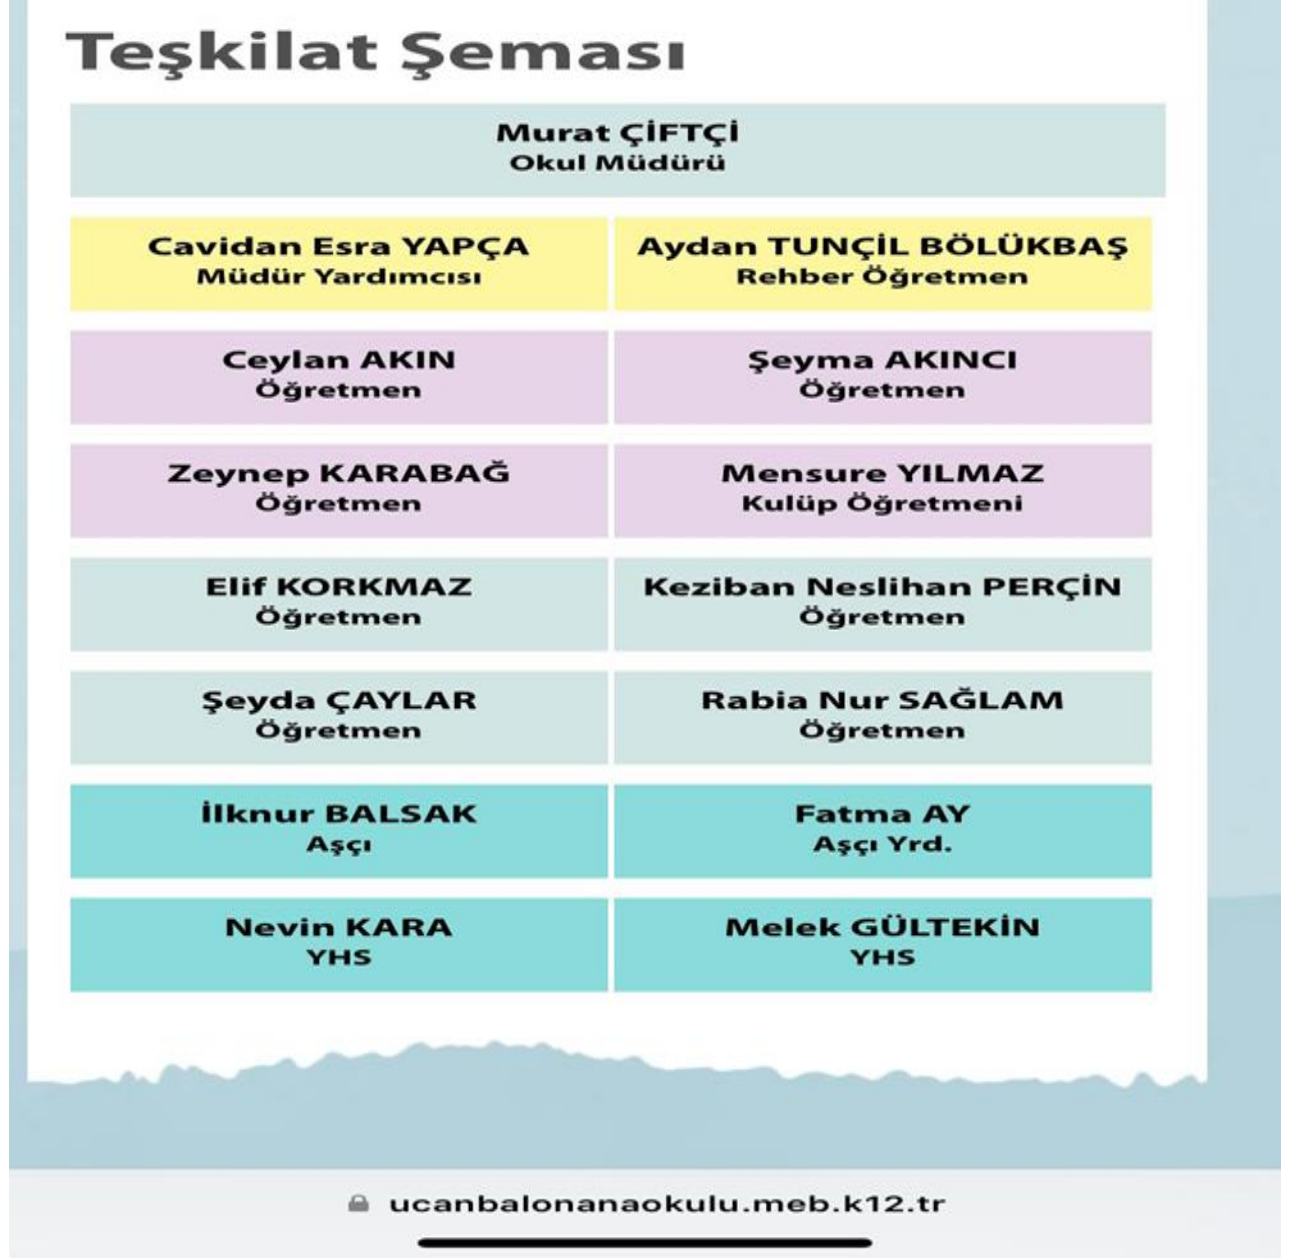 Teşkilat Şeması
Murat ÇİFTÇİ
Okul Müdürü
Cavidan Esra YAPÇA
Müdür Yardımcısı
Aydan TUNÇİL BÖLÜKBAŞ
Rehber Öğretmen
Ceylan AKIN
Öğretmen
Şeyma AKINCI
Öğretmen
Zeynep KARABAĞ
Öğretmen
Mensure YILMAZ
Kulüp Öğretmeni
Elif KORKMAZ
Öğretmen
Keziban Neslihan PERÇİN
Öğretmen
Şeyda ÇAYLAR
Öğretmen
Rabia Nur SAĞLAM
Öğretmen
İlknur BALSAK
Aşçı
Fatma AY
Aşçı Yrd.
Nevin KARA
YHS
Melek GÜLTEKİN
YHS
ucanbalonanaokulu.meb.k12.tr